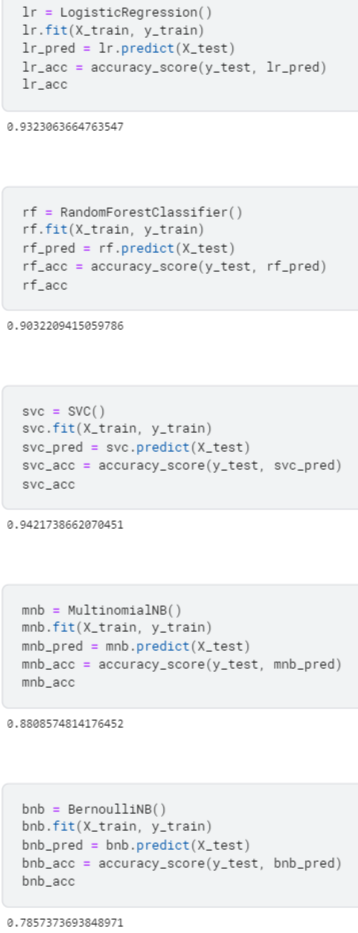 lr = LogisticRegression()
lr.fit(X_train, y_train)
lr_pred = lr.predict(X_test)
lr_acc = accuracy_score(y_test, lr_pred)
lr_acc
0.9323063664763547
rf = RandomForestClassifier()
rf.fit(X_train, y_train)
rf_pred = rf.predict(X_test)
rf_acc = accuracy_score(y_test, rf_pred)
rf_acc
0.9032209415059786
svc = SVC()
svc.fit(X_train, y_train)
svc_pred = svc.predict(X_test)
svc_acc = accuracy_score(y_test, svc_pred)
svc_acc
0.9421738662070451
mnb = MultinomialNB()
mnb.fit(X_train, y_train)
mnb_pred = mnb.predict(X_test)
mnb_acc = accuracy_score(y_test, mnb_pred)
mnb_acc
0.8808574814176452
bnb = BernoulliNB()
bnb.fit(X_train, y_train)
bnb_pred = bnb.predict(X_test)
bnb_acc = accuracy_score(y_test, bnb_pred)
bnb_acc
0.7857373693848971